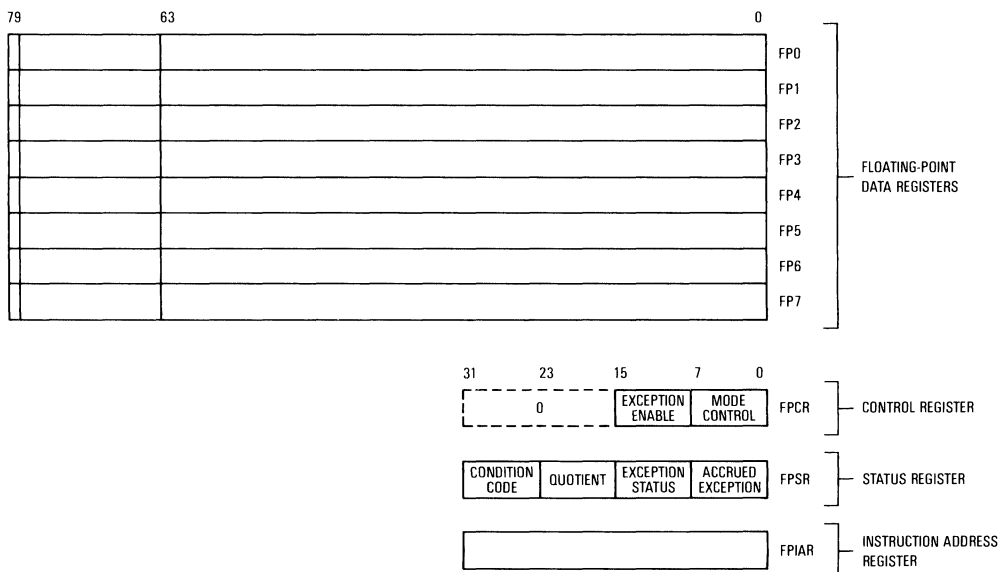 79 63 0
FP0
FP1
FP2
FP3
FP4
FP5
FP6
FP7
FLOATING-POINT
DATA REGISTERS
31 23 15 7 0
0
EXCEPTION
ENABLE
MODE
CONTROL
FPCR
CONTROL REGISTER
CONDITION
CODE
QUOTIENT
EXCEPTION
STATUS
ACCRUED
EXCEPTION
FPSR
STATUS REGISTER
FPIAR
INSTRUCTION ADDRESS
REGISTER